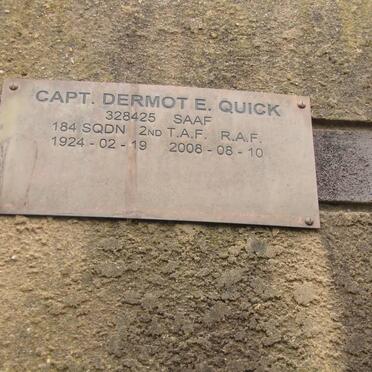 CAPT. DERMOT E. QUICK
328425 SAAF
184 SQDN 2ND T.A.F. R.A.F.
1924 - 02 - 19 2008 - 08 - 10